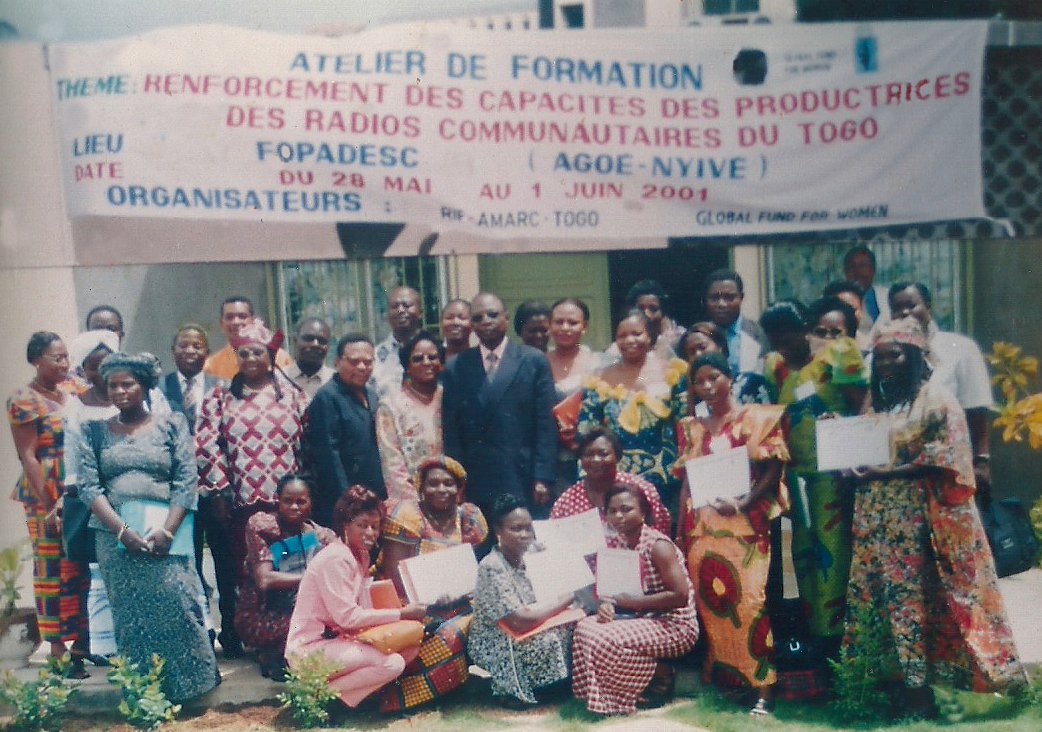 ATELIER DE FORMATION
THEME: RENFORCEMENT DES CAPACITES DES PRODUCTRICES
DES RADIOS COMMUNAUTAIRES DU TOGO
LIEU FOPADESC ( AGOE-NYIVE )
DATE DU 28 MAI AU 1 JUIN 2001
ORGANISATEURS : RIF-AMARC-TOGO GLOBAL FUND FOR WOMEN